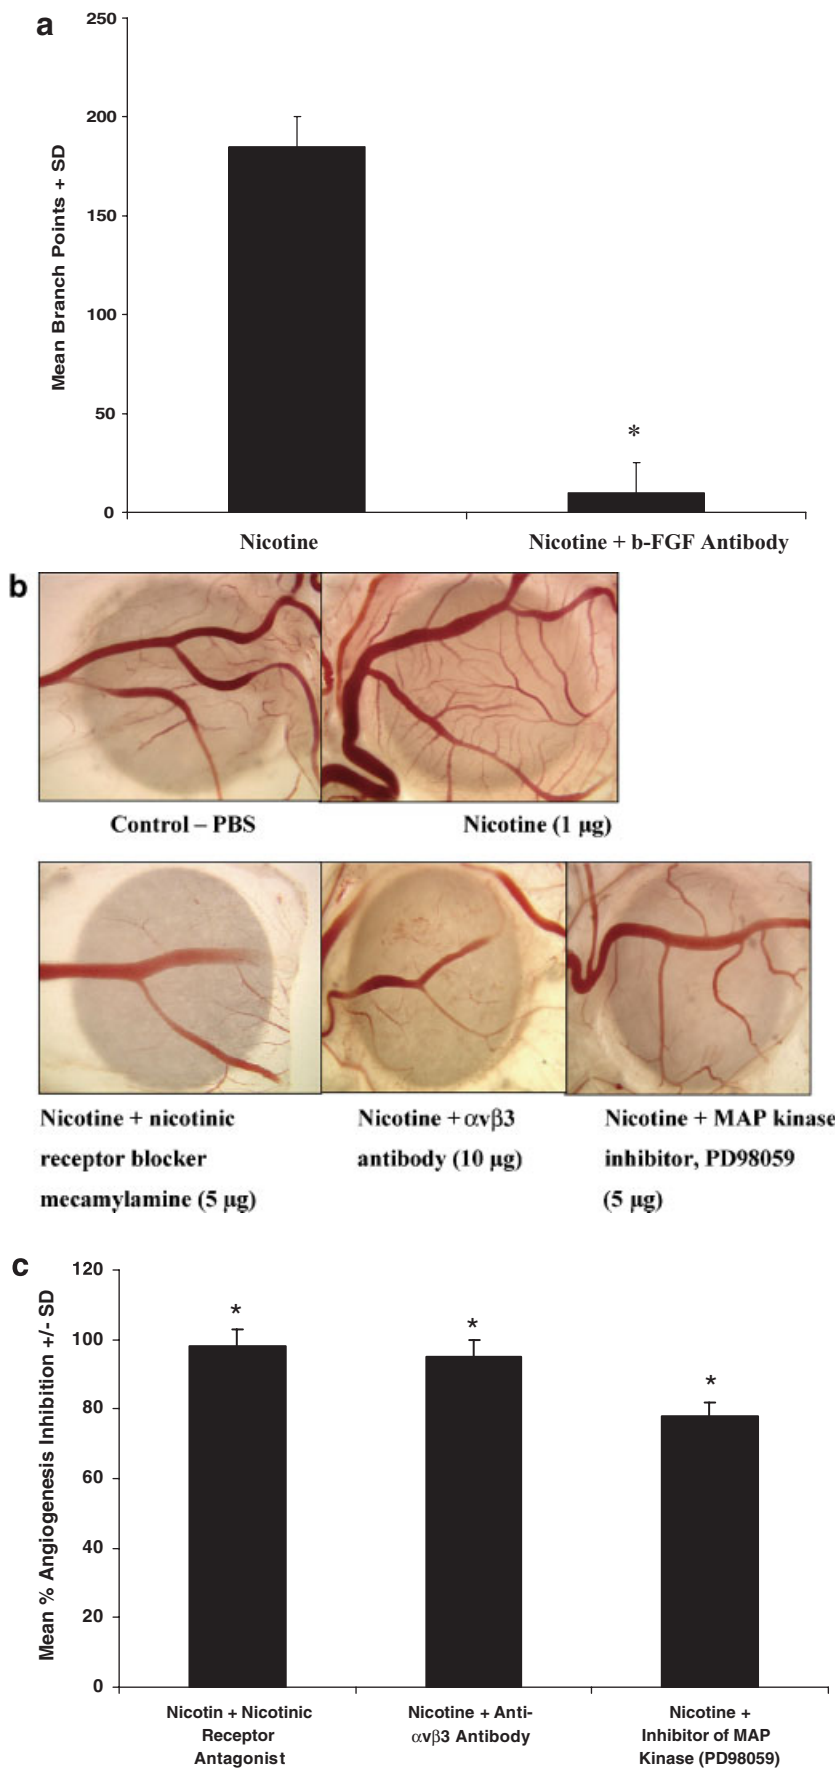 a
250
200
150
100
50
0
Mean Branch Points + SD
*
Nicotine
Nicotine + b-FGF Antibody
b
Control – PBS
Nicotine (1 µg)
Nicotine + nicotinic
receptor blocker
mecamylamine (5 µg)
Nicotine + αvβ3
antibody (10 µg)
Nicotine + MAP kinase
inhibitor, PD98059
(5 µg)
c
120
100
80
60
40
20
0
Mean % Angiogenesis Inhibition +/- SD
*
*
*
Nicotin + Nicotinic
Receptor
Antagonist
Nicotine + Anti-
αvβ3 Antibody
Nicotine +
Inhibitor of MAP
Kinase (PD98059)